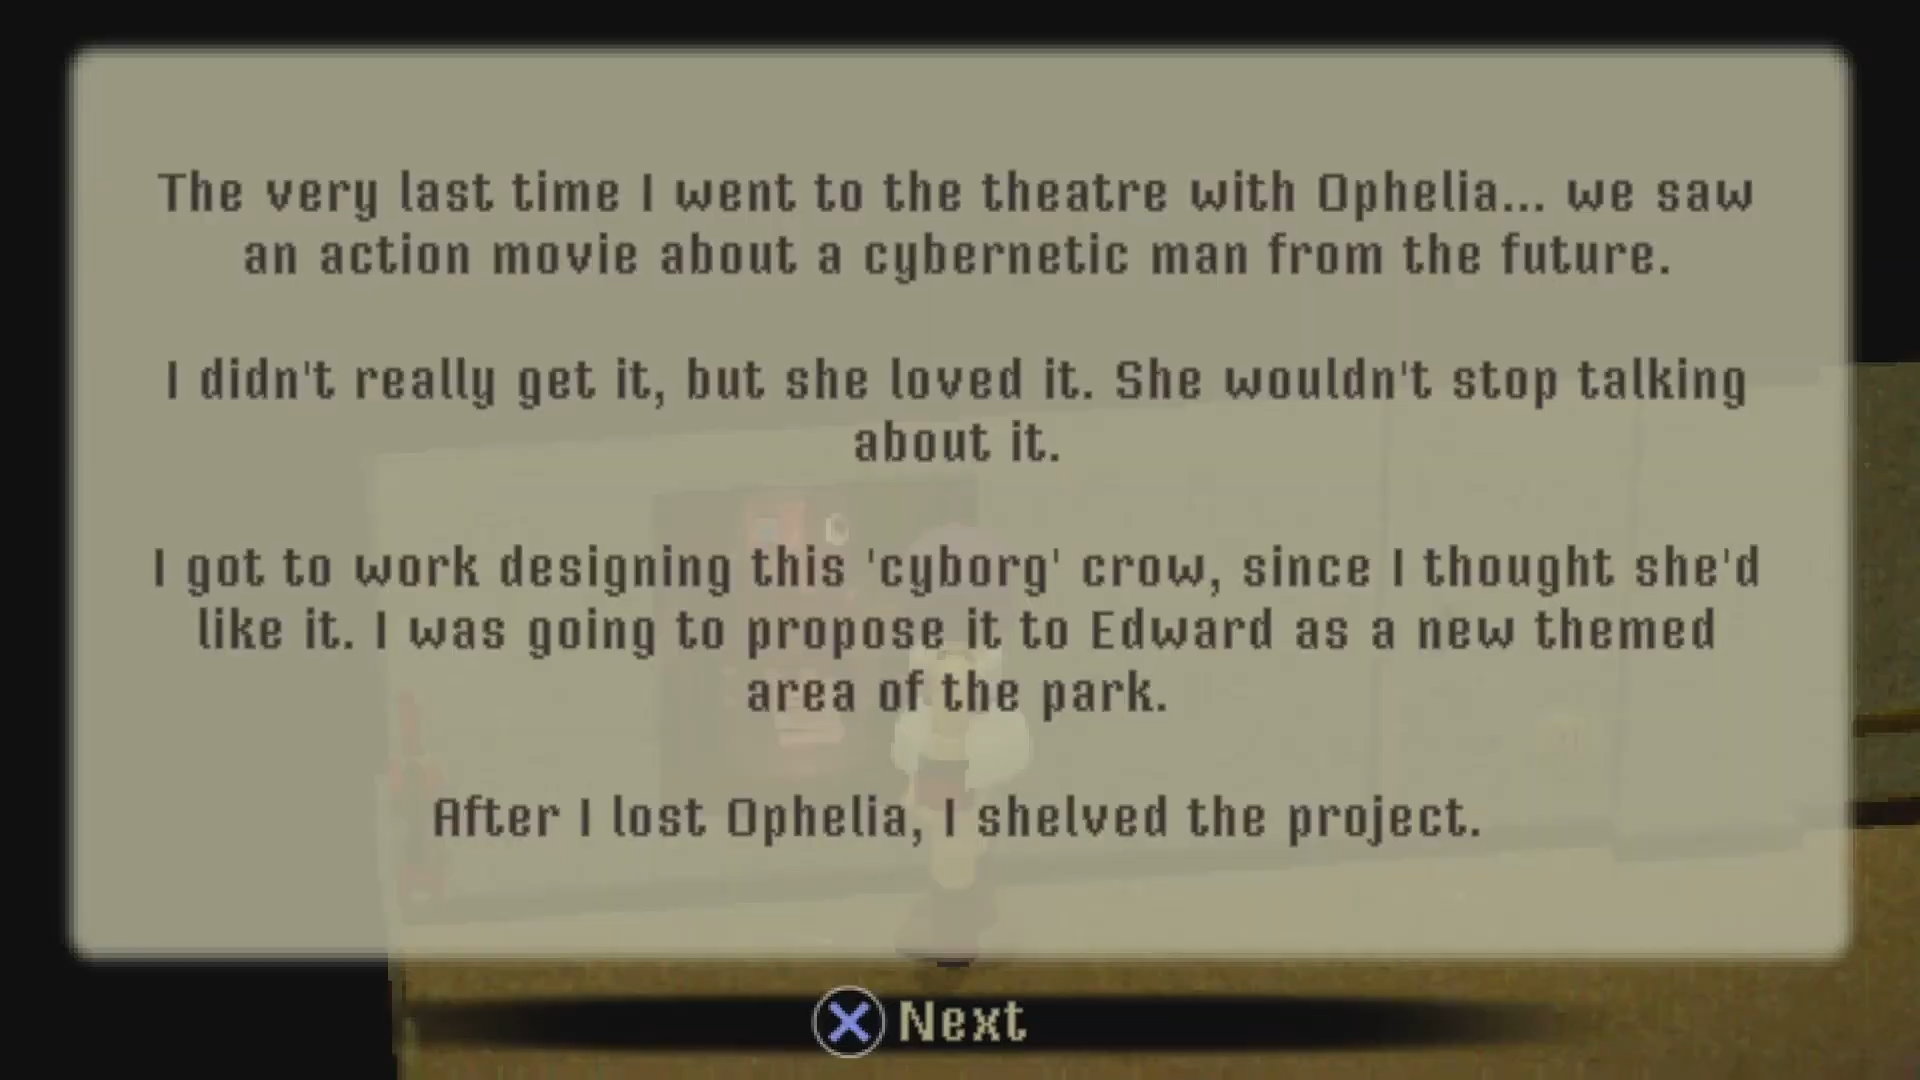 The very last time I went to the theatre with Ophelia... we saw
an action movie about a cybernetic man from the future.
I didn't really get it, but she loved it. She wouldn't stop talking
about it.
I got to work designing this 'cyborg' crow, since I thought she'd
like it. I was going to propose it to Edward as a new themed
area of the park.
After I lost Ophelia, I shelved the project.
Next